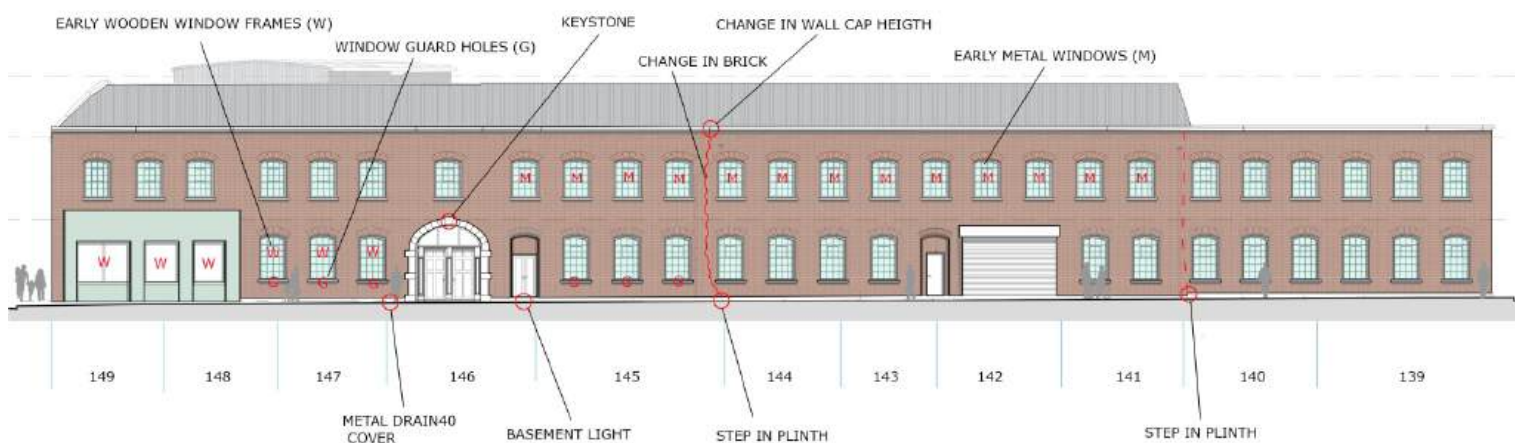 EARLY WOODEN WINDOW FRAMES (W)
KEYSTONE
CHANGE IN WALL CAP HEIGTH
WINDOW GUARD HOLES (G)
CHANGE IN BRICK
EARLY METAL WINDOWS (M)
M M M M M M M M M M M M M
W W W W W W
G G G G G G
149 148 147 146 145 144 143 142 141 140 139
METAL DRAIN40
COVER
BASEMENT LIGHT
STEP IN PLINTH
STEP IN PLINTH